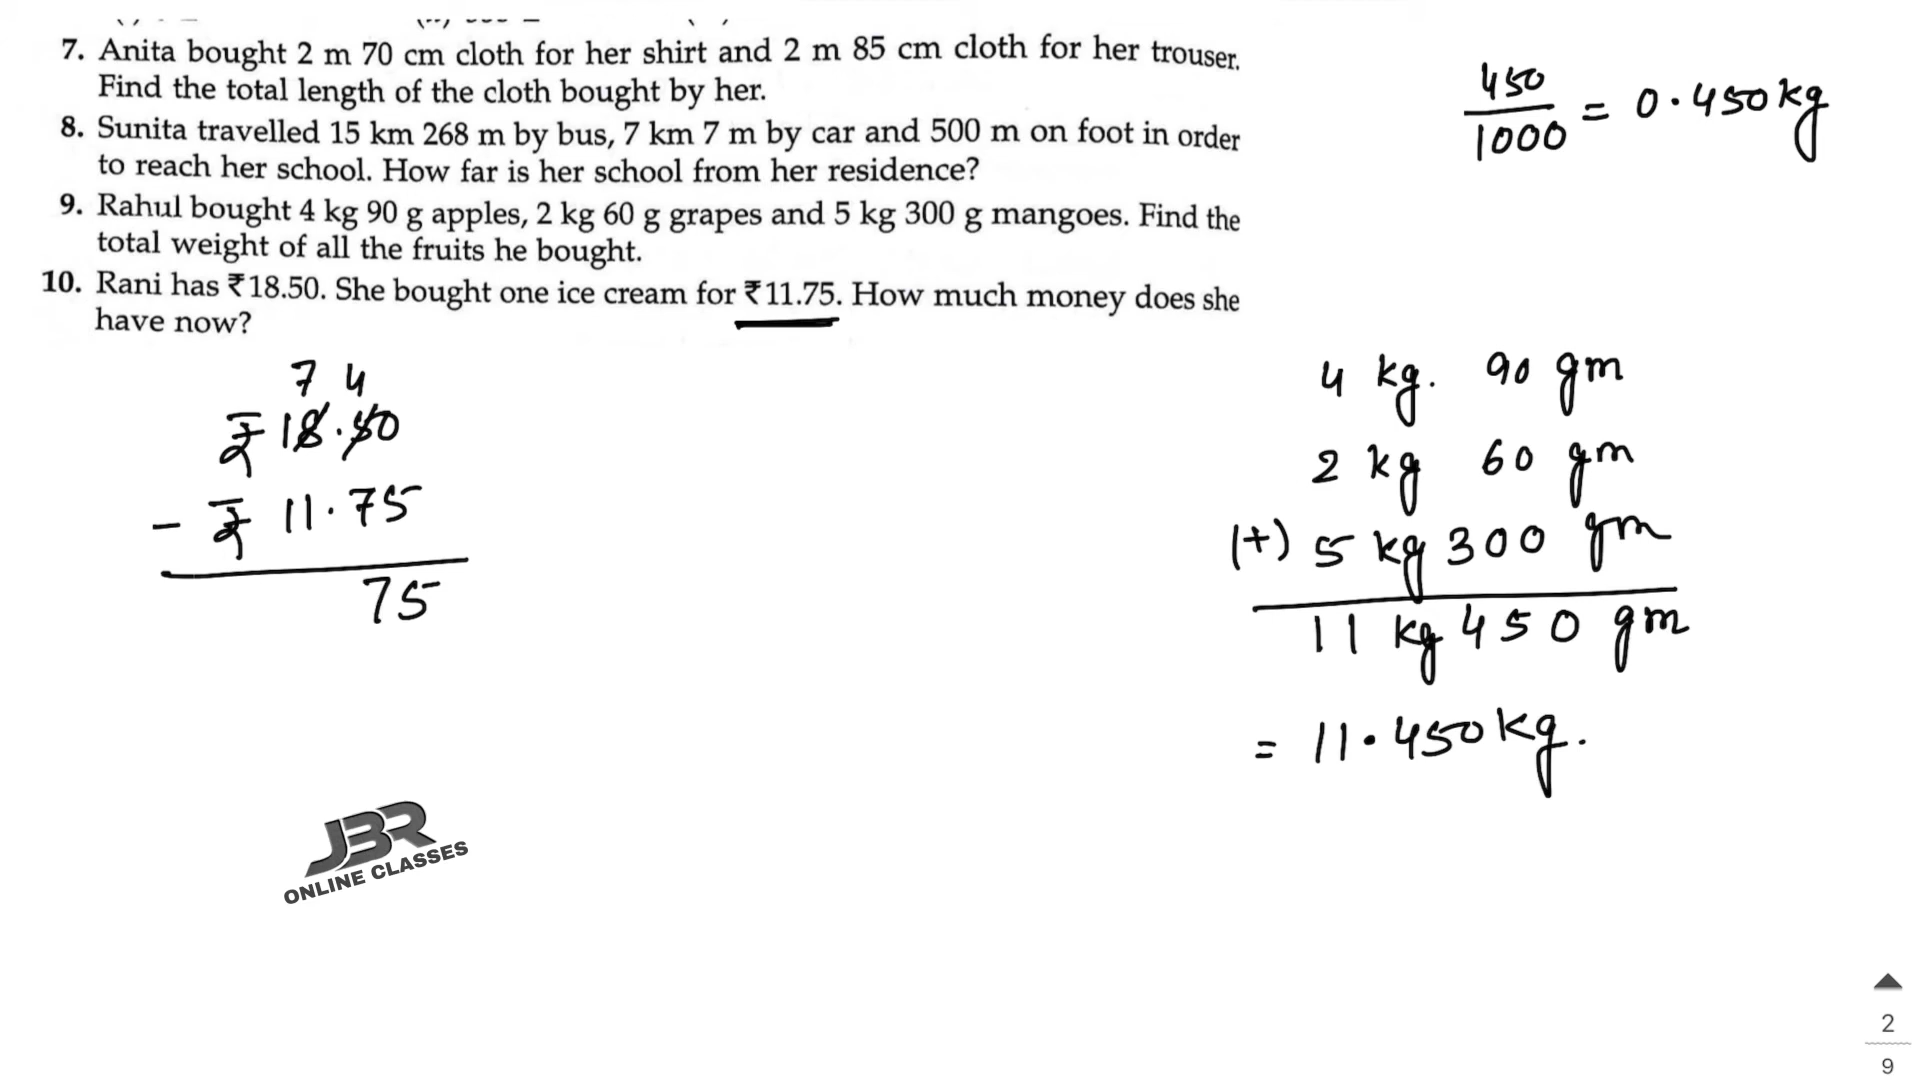 7. Anita bought 2 m 70 cm cloth for her shirt and 2 m 85 cm cloth for her trouser.
Find the total length of the cloth bought by her.
8. Sunita travelled 15 km 268 m by bus, 7 km 7 m by car and 500 m on foot in order
to reach her school. How far is her school from her residence?
9. Rahul bought 4 kg 90 g apples, 2 kg 60 g grapes and 5 kg 300 g mangoes. Find the
total weight of all the fruits he bought.
10. Rani has ₹18.50. She bought one ice cream for ₹11.75. How much money does she
have now?
450
1000
= 0.450 kg
7 4
₹ 18.50
- ₹ 11.75
75
4 kg. 90 gm
2 kg 60 gm
(+) 5 kg 300 gm
11 kg 450 gm
= 11.450 kg.
JBR
ONLINE CLASSES
2
9